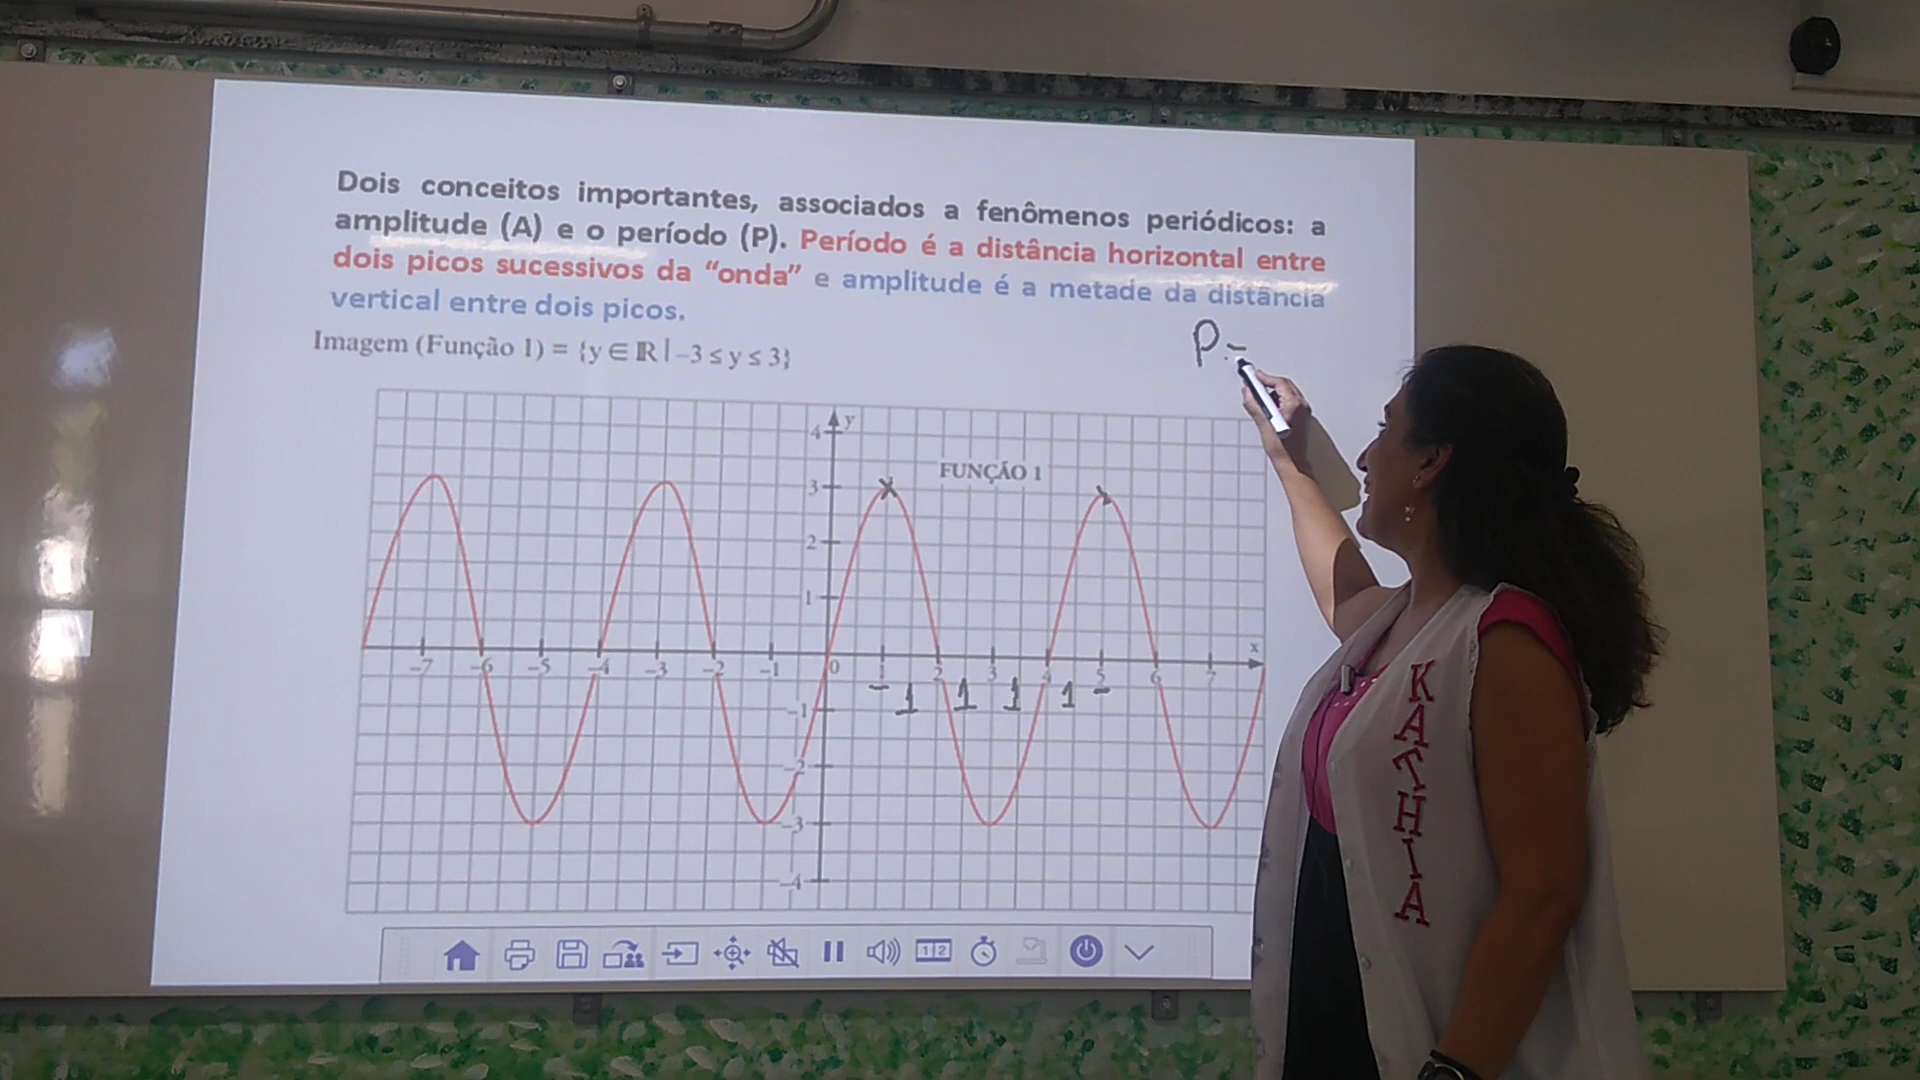 Dois conceitos importantes, associados a fenômenos periódicos: a
amplitude (A) e o período (P). Período é a distância horizontal entre
dois picos sucessivos da “onda” e amplitude é a metade da distância
vertical entre dois picos.
Imagem (Função 1) = {y ∈ ℝ | -3 ≤ y ≤ 3}
P=
y
4
FUNÇÃO 1
3
2
1
x
-7 -6 -5 -4 -3 -2 -1 0 1 2 3 4 5 6 7
1 1 1 1
-1
-2
-3
-4
1 2
KATHIA